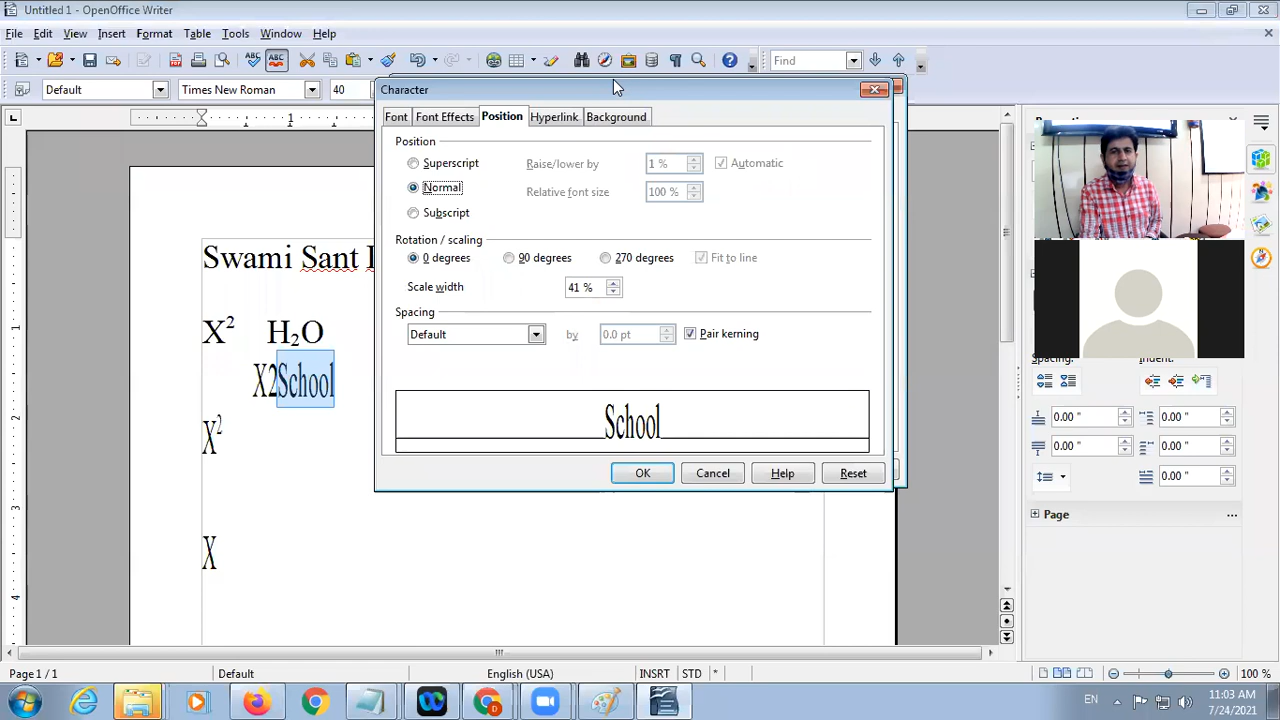 Untitled 1 - OpenOffice Writer
File Edit View Insert Format Table Tools Window Help
Find
Default Times New Roman 40
Character
Font Font Effects Position Hyperlink Background
Position
Superscript Raise/lower by 1 % Automatic
Normal Relative font size 100 %
Subscript
Rotation / scaling
0 degrees 90 degrees 270 degrees Fit to line
Scale width 41 %
Spacing
Default by 0.0 pt Pair kerning
School
OK Cancel Help Reset
Swami Sant
X² H₂O
X2School
X²
X
1
1
2
3
4
Spacing: Indent:
0.00 " 0.00 "
0.00 " 0.00 "
0.00 "
Page
Page 1 / 1 Default English (USA) INSRT STD * 100 %
EN 11:03 AM
7/24/2021